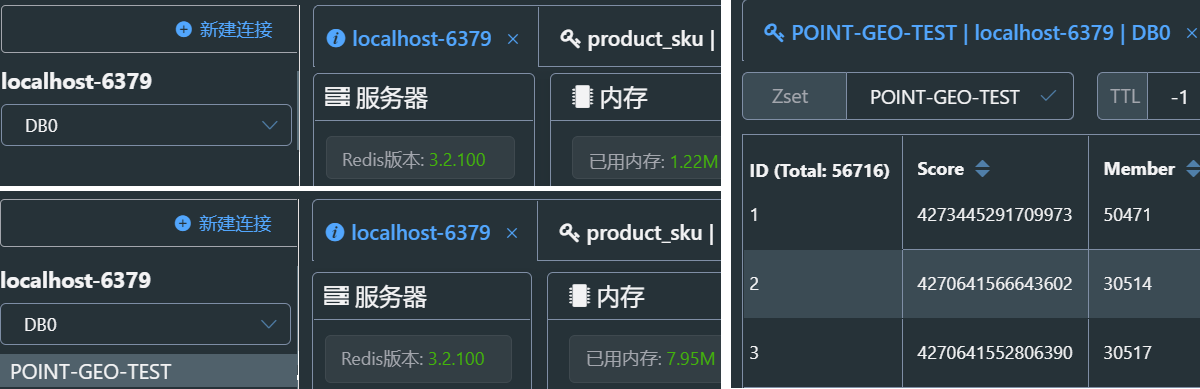 新建连接
localhost-6379
DB0
localhost-6379
product_sku |
服务器
内存
Redis版本: 3.2.100
已用内存: 1.22M
新建连接
localhost-6379
DB0
POINT-GEO-TEST
localhost-6379
product_sku |
服务器
内存
Redis版本: 3.2.100
已用内存: 7.95M
POINT-GEO-TEST | localhost-6379 | DB0
Zset POINT-GEO-TEST TTL -1
ID (Total: 56716) Score Member
1 4273445291709973 50471
2 4270641566643602 30514
3 4270641552806390 30517